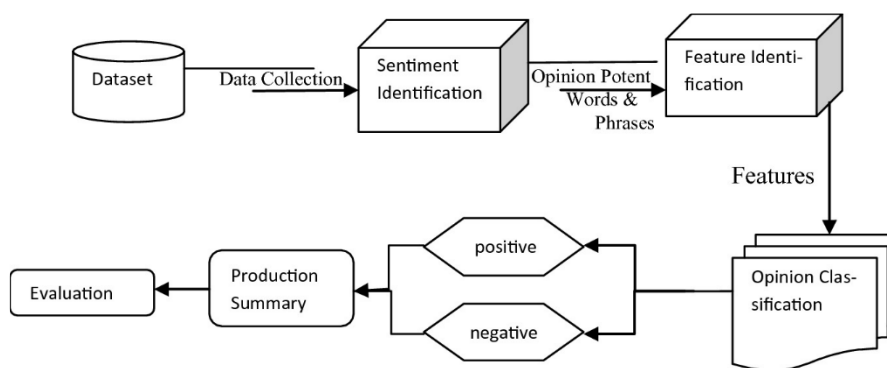 Dataset
Data Collection
Sentiment
Identification
Opinion Potent
Words &
Phrases
Feature Identi-
fication
Features
Opinion Clas-
sification
positive
negative
Production
Summary
Evaluation